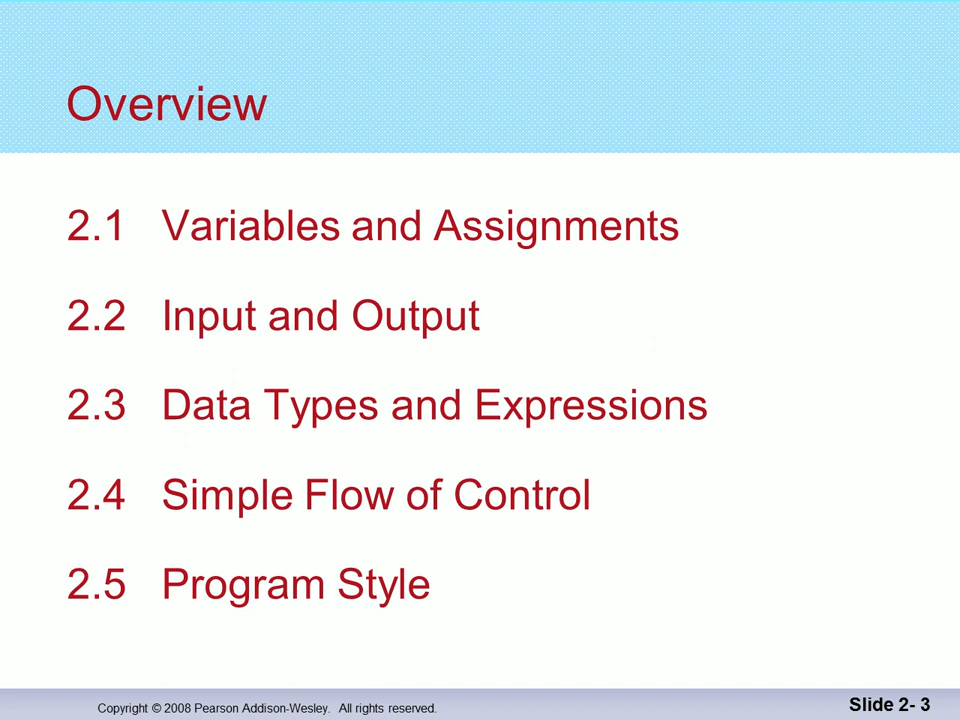 Overview
2.1 Variables and Assignments
2.2 Input and Output
2.3 Data Types and Expressions
2.4 Simple Flow of Control
2.5 Program Style
Copyright © 2008 Pearson Addison-Wesley. All rights reserved.
Slide 2- 3